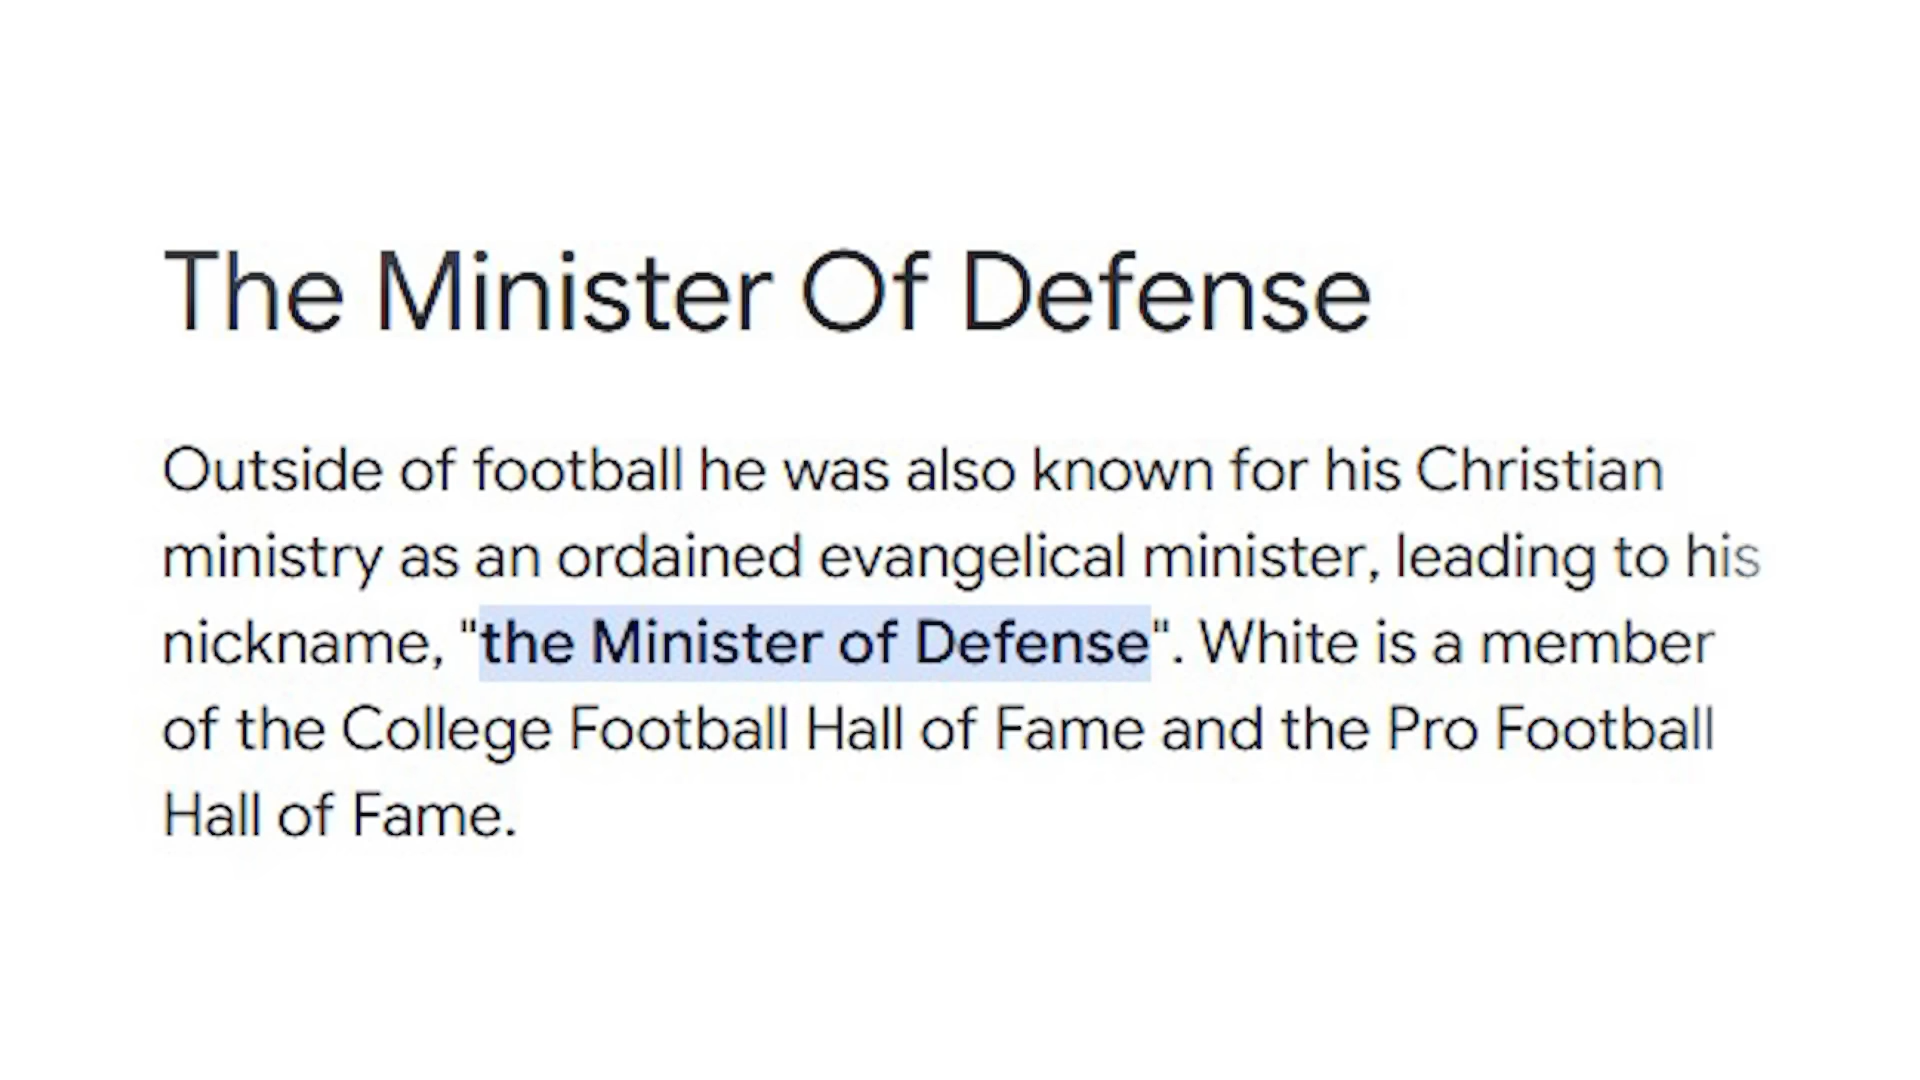 The Minister Of Defense
Outside of football he was also known for his Christian
ministry as an ordained evangelical minister, leading to his
nickname, "the Minister of Defense". White is a member
of the College Football Hall of Fame and the Pro Football
Hall of Fame.